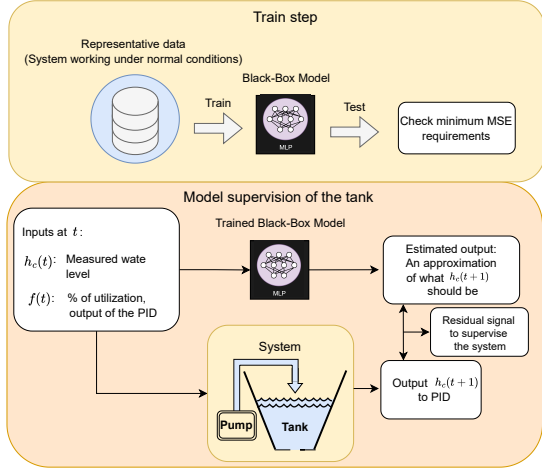 Train step
Representative data
(System working under normal conditions)
Black-Box Model
Train
Test
MLP
Check minimum MSE
requirements
Model supervision of the tank
Inputs at t:
h_c(t): Measured wate
level
f(t): % of utilization,
output of the PID
Trained Black-Box Model
MLP
Estimated output:
An approximation
of what h_c(t+1)
should be
Residual signal
to supervise
the system
System
Pump
Tank
Output h_c(t+1)
to PID